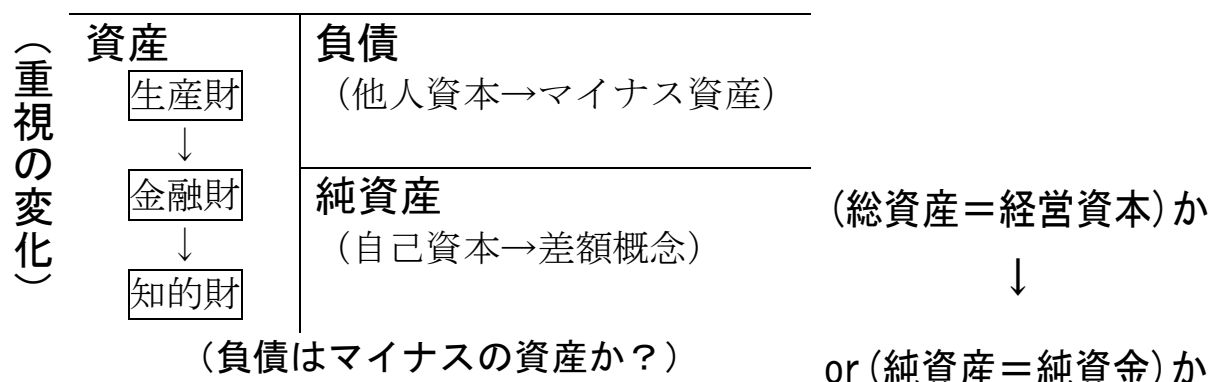 （重視の変化）
資産
生産財
↓
金融財
↓
知的財
負債
（他人資本→マイナス資産）
純資産
（自己資本→差額概念）
（負債はマイナスの資産か？）
(総資産＝経営資本)か
↓
or(純資産＝純資金)か